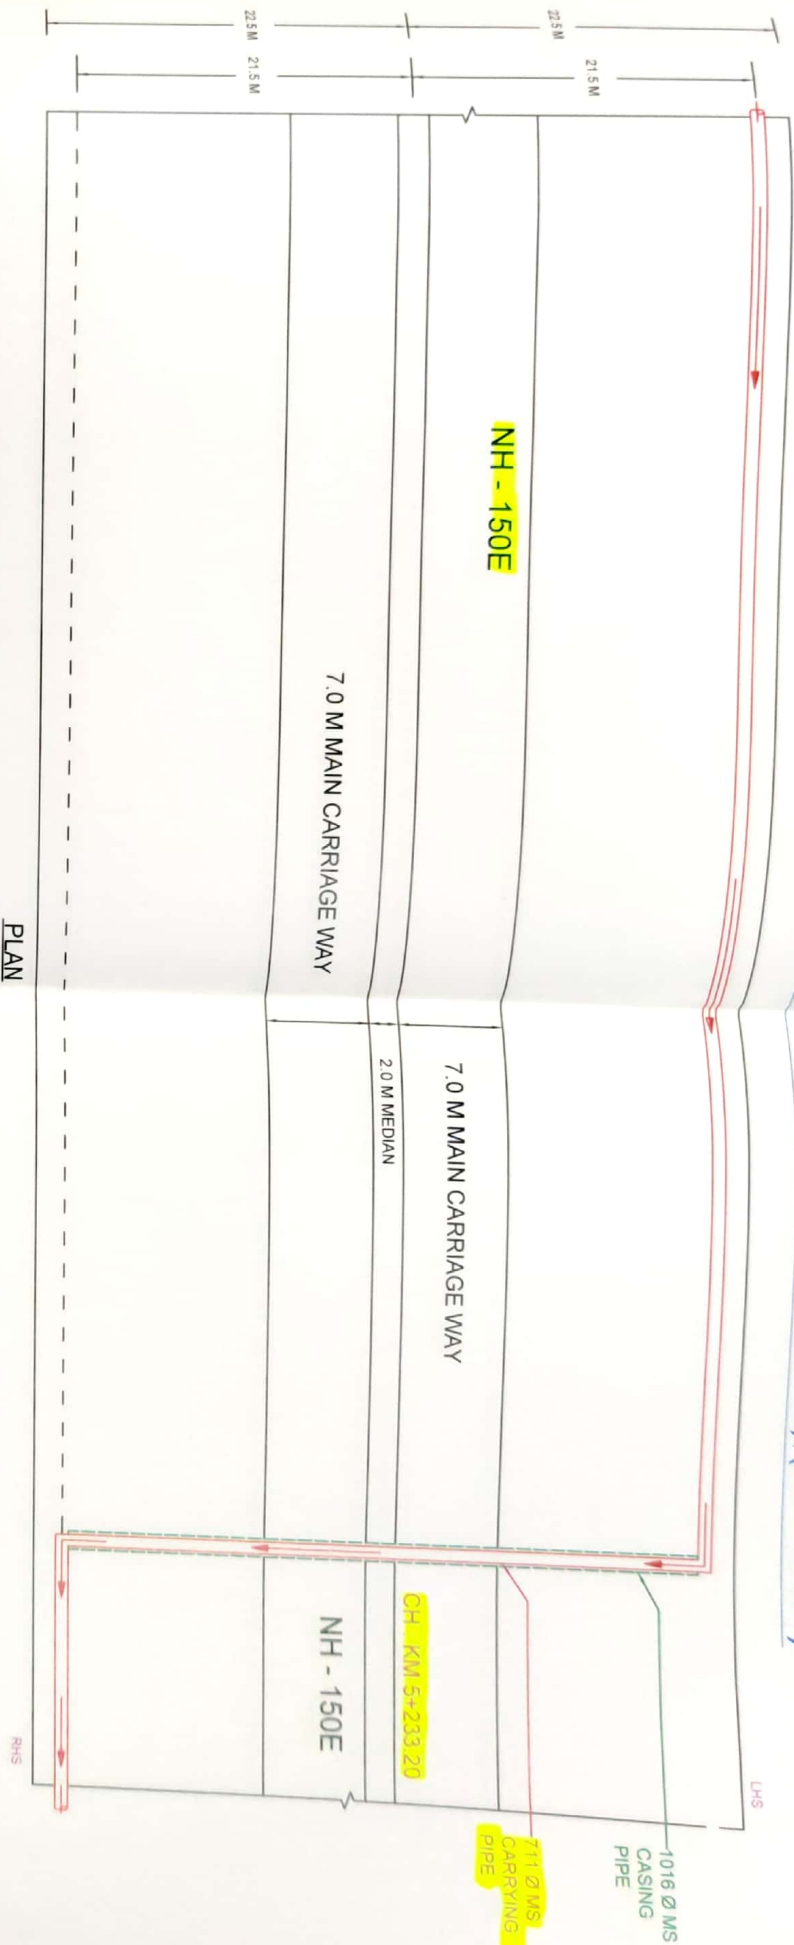 22.5 M
22.5 M
21.5 M
21.5 M
NH - 150E
7.0 M MAIN CARRIAGE WAY
7.0 M MAIN CARRIAGE WAY
2.0 M MEDIAN
CH. KM 5+233.20
NH - 150E
LHS
RHS
1016 Ø MS
CASING
PIPE
711 Ø MS
CARRYING
PIPE
PLAN